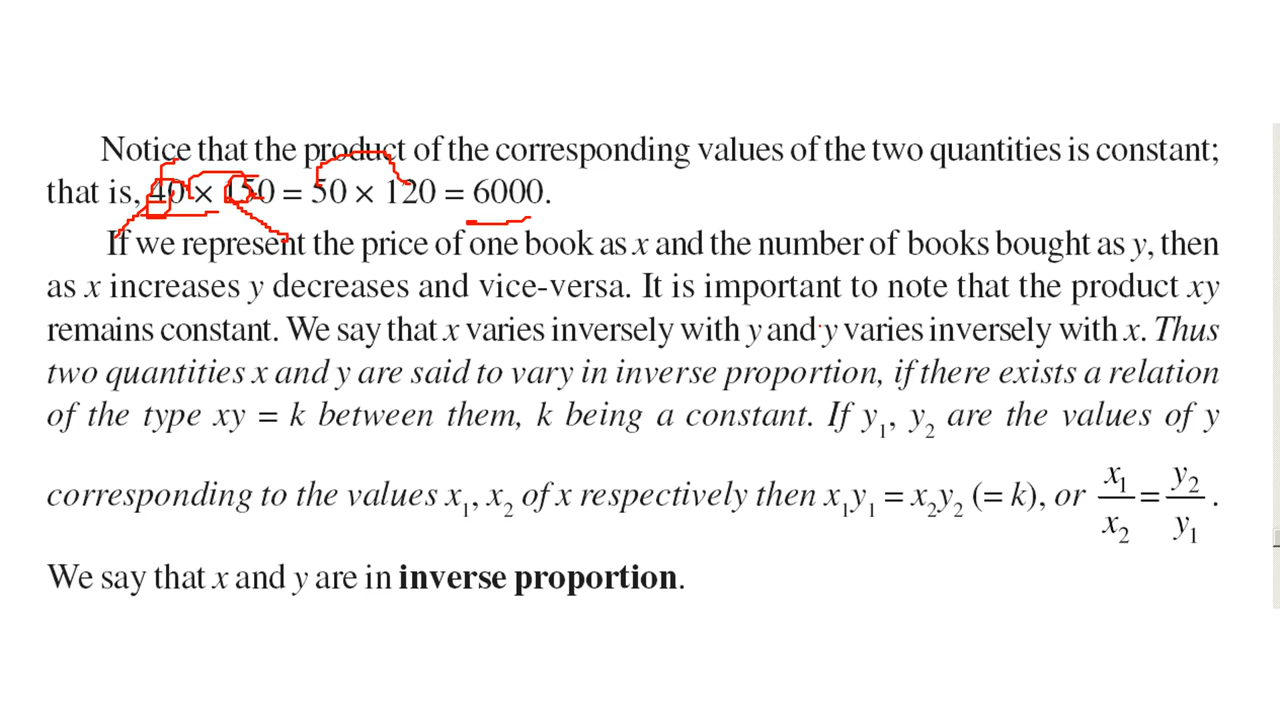 Notice that the product of the corresponding values of the two quantities is constant;
that is, 40 × 150 = 50 × 120 = 6000.
If we represent the price of one book as x and the number of books bought as y, then
as x increases y decreases and vice-versa. It is important to note that the product xy
remains constant. We say that x varies inversely with y and y varies inversely with x. Thus
two quantities x and y are said to vary in inverse proportion, if there exists a relation
of the type xy = k between them, k being a constant. If y₁, y₂ are the values of y
corresponding to the values x₁, x₂ of x respectively then x₁y₁ = x₂y₂ (= k), or x₁/x₂ = y₂/y₁ .
We say that x and y are in inverse proportion.